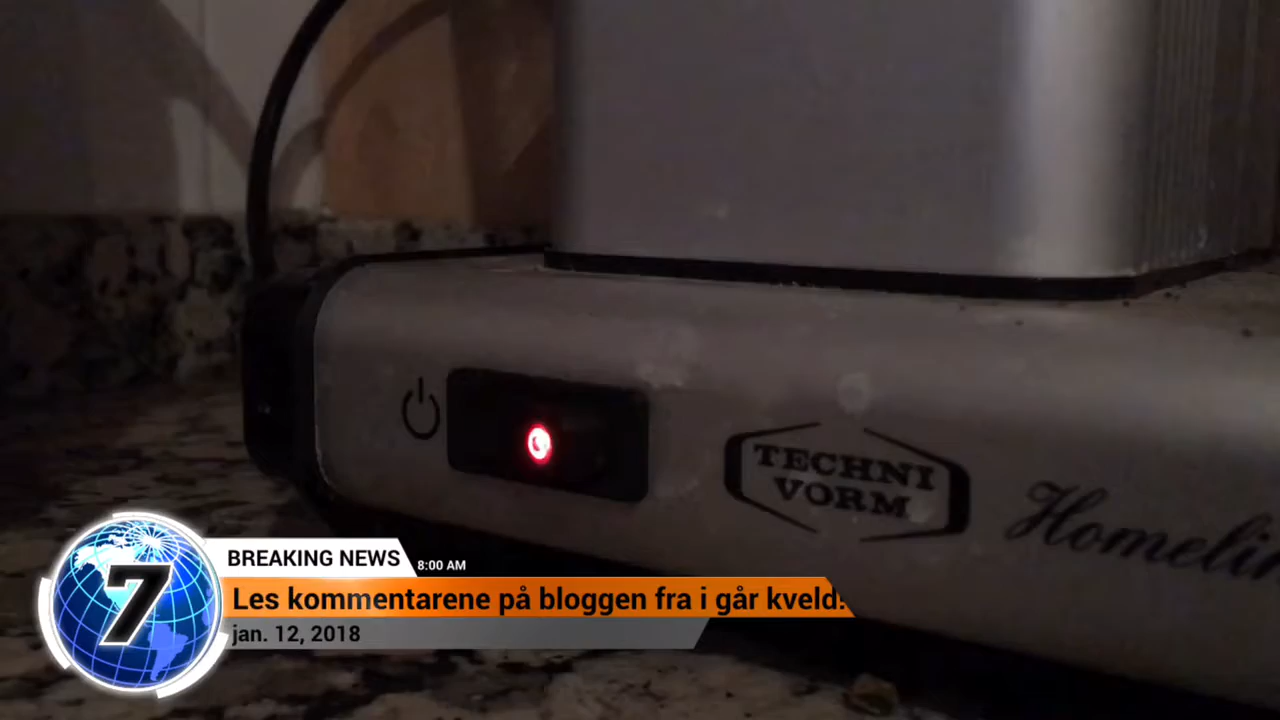 TECHNI
VORM
7
BREAKING NEWS
8:00 AM
Les kommentarene på bloggen fra i går kveld!
jan. 12, 2018